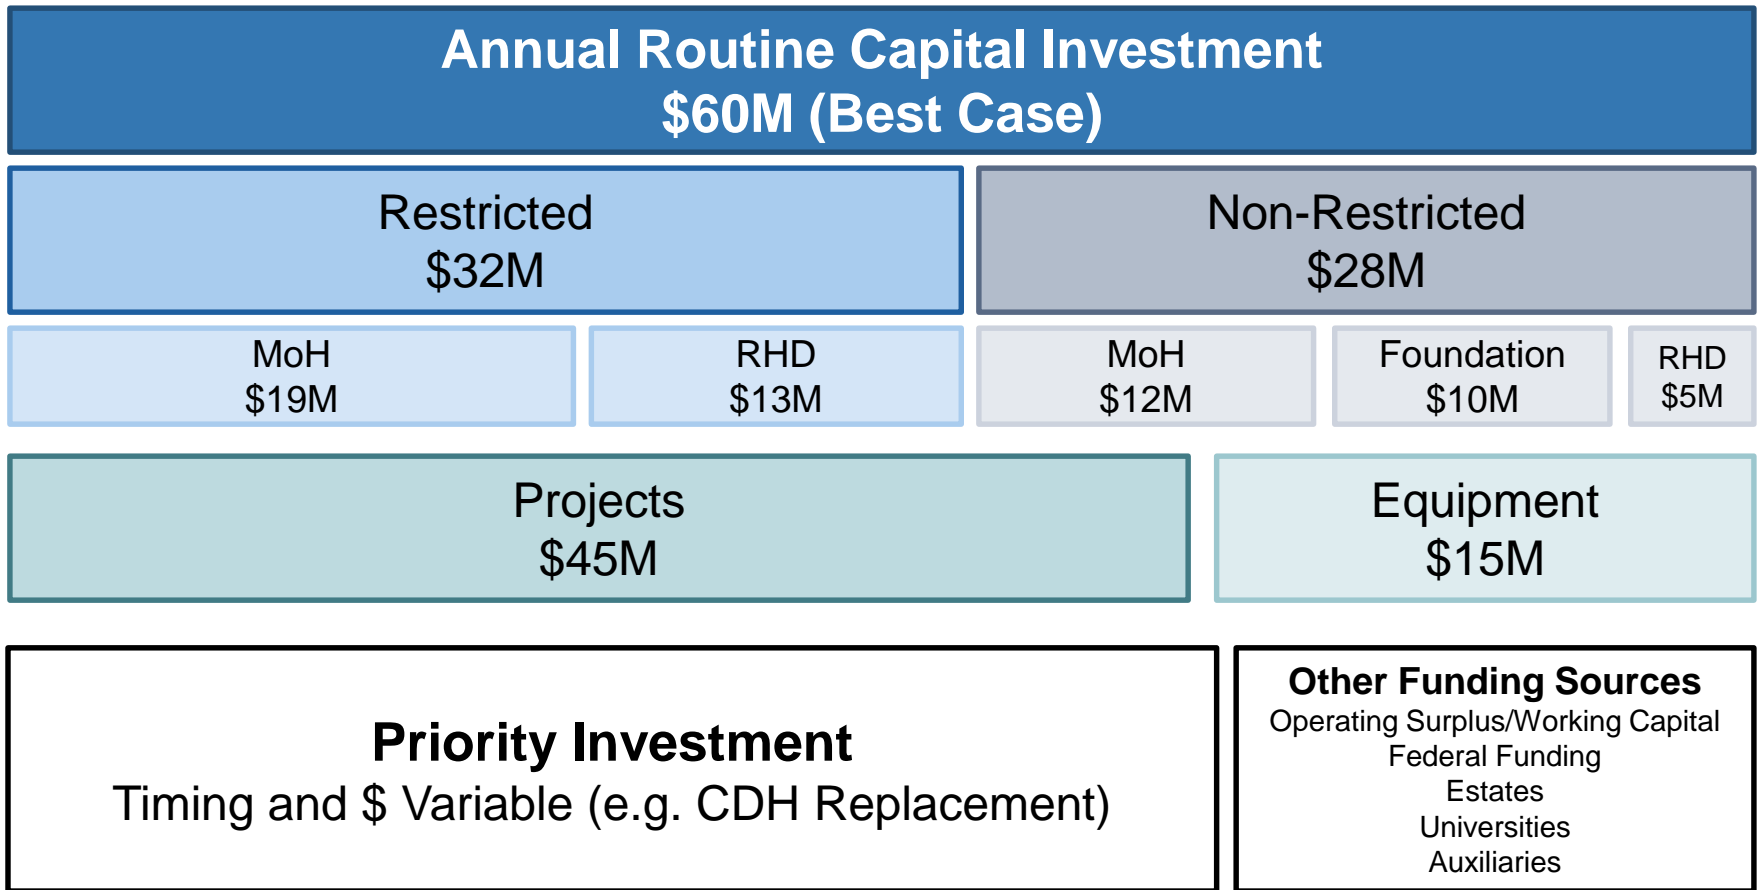 Annual Routine Capital Investment
$60M (Best Case)
Restricted
$32M
Non-Restricted
$28M
MoH
$19M
RHD
$13M
MoH
$12M
Foundation
$10M
RHD
$5M
Projects
$45M
Equipment
$15M
Priority Investment
Timing and $ Variable (e.g. CDH Replacement)
Other Funding Sources
Operating Surplus/Working Capital
Federal Funding
Estates
Universities
Auxiliaries